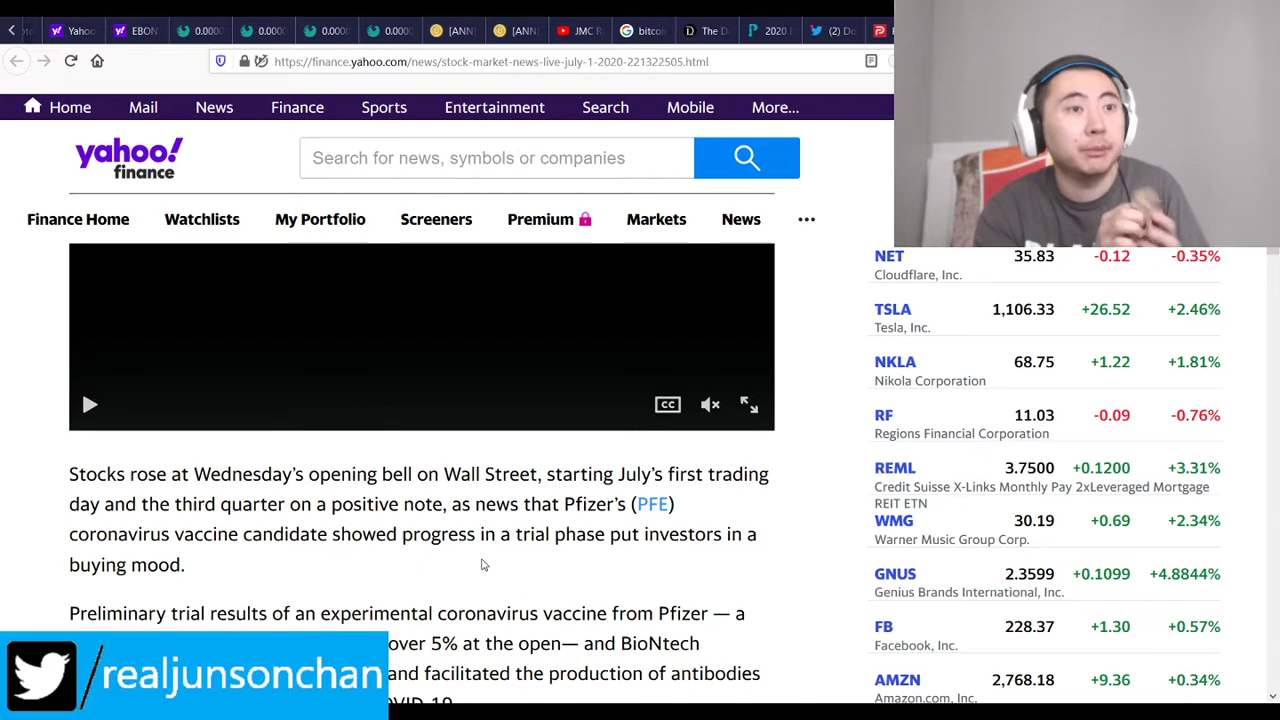 Yahoo
EBON
0.0000
0.0000
0.0000
0.0000
[ANN]
[ANN]
JMC R
bitcoi
The D
2020
(2) Do
https://finance.yahoo.com/news/stock-market-news-live-july-1-2020-221322505.html
Home Mail News Finance Sports Entertainment Search Mobile More...
yahoo!
finance
Search for news, symbols or companies
Finance Home Watchlists My Portfolio Screeners Premium Markets News
CC
Stocks rose at Wednesday's opening bell on Wall Street, starting July's first trading
day and the third quarter on a positive note, as news that Pfizer's (PFE)
coronavirus vaccine candidate showed progress in a trial phase put investors in a
buying mood.
Preliminary trial results of an experimental coronavirus vaccine from Pfizer — a
over 5% at the open— and BioNtech
and facilitated the production of antibodies
NET 35.83 -0.12 -0.35%
Cloudflare, Inc.
TSLA 1,106.33 +26.52 +2.46%
Tesla, Inc.
NKLA 68.75 +1.22 +1.81%
Nikola Corporation
RF 11.03 -0.09 -0.76%
Regions Financial Corporation
REML 3.7500 +0.1200 +3.31%
Credit Suisse X-Links Monthly Pay 2xLeveraged Mortgage
REIT ETN
WMG 30.19 +0.69 +2.34%
Warner Music Group Corp.
GNUS 2.3599 +0.1099 +4.8844%
Genius Brands International, Inc.
FB 228.37 +1.30 +0.57%
Facebook, Inc.
AMZN 2,768.18 +9.36 +0.34%
Amazon.com, Inc.
realjunsonchan